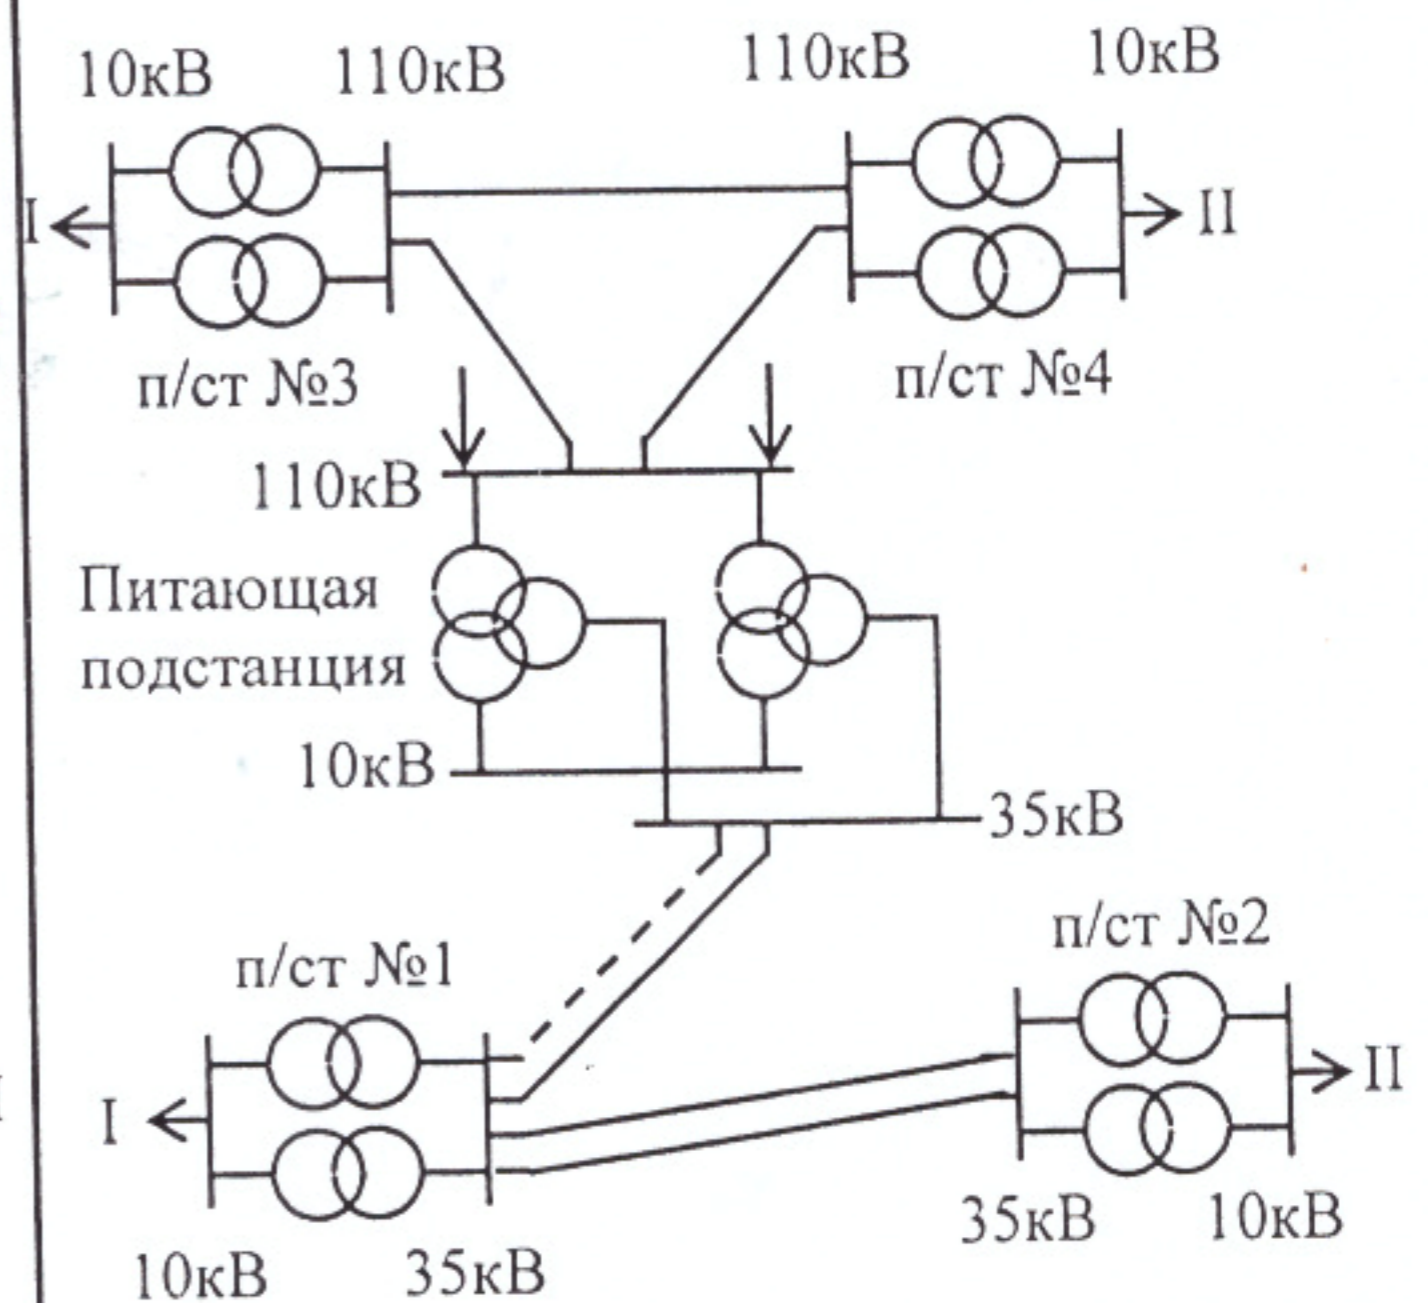 10кВ 110кВ 110кВ 10кВ
I II
п/ст №3 п/ст №4
110кВ
Питающая
подстанция
10кВ
35кВ
п/ст №2
п/ст №1
I II
35кВ 10кВ
10кВ 35кВ